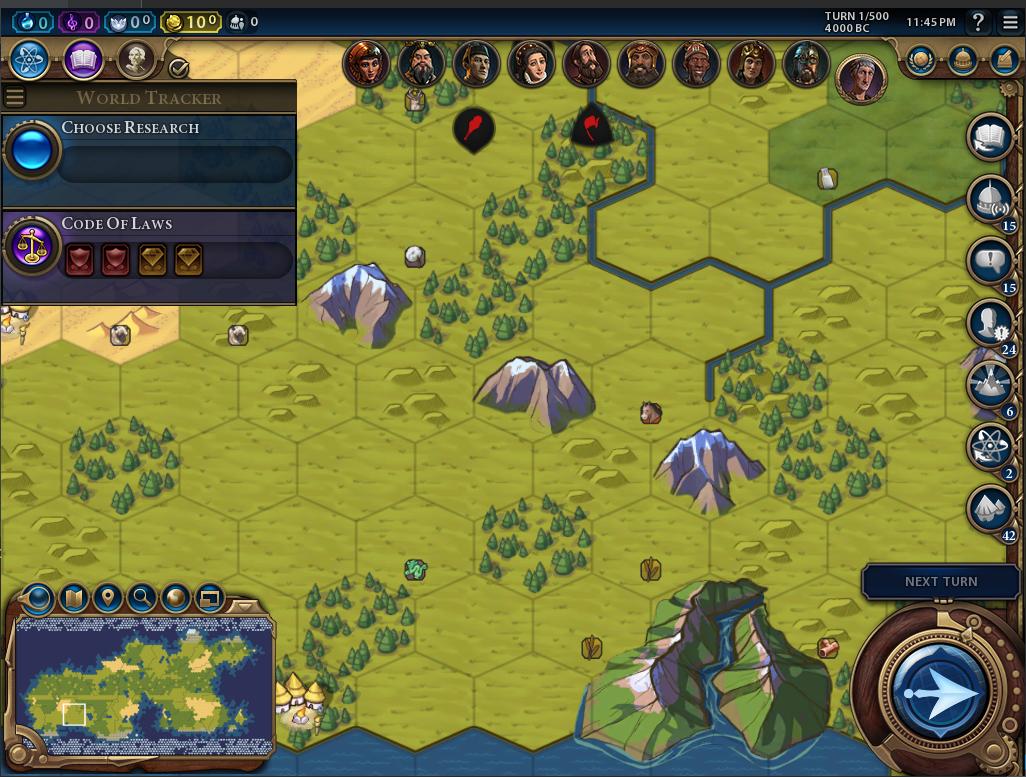 0 0 0⁰ 10⁰ 0
TURN 1/500
4000 BC
11:45 PM
?
WORLD TRACKER
CHOOSE RESEARCH
CODE OF LAWS
15
15
24
6
2
42
NEXT TURN